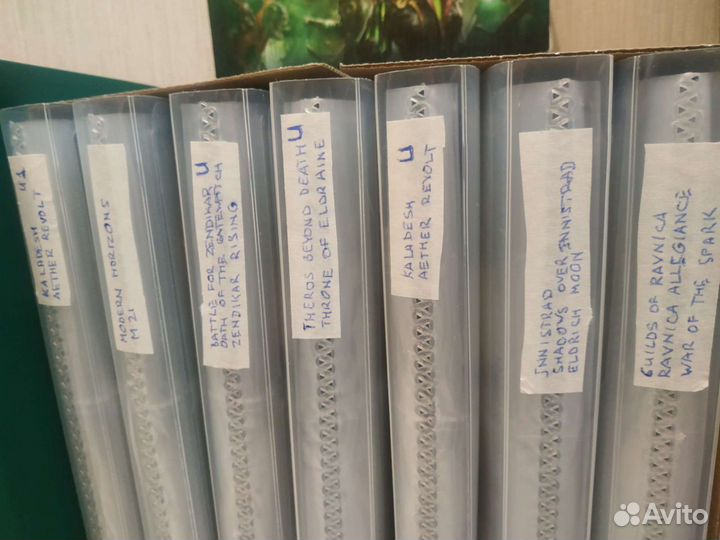 KALADESH U1
AETHER REVOLT
MODERN HORIZONS
M 21
BATTLE FOR ZENDIKAR U
OATH OF THE GATEWATCH
ZENDIKAR RISING
THEROS BEYOND DEATH U
THRONE OF ELDRAINE
U
KALADESH
AETHER REVOLT
INNISTRAD
SHADOWS OVER INNISTRAD
ELDRICH MOON
GUILDS OF RAVNICA
RAVNICA ALLEGIANCE
WAR OF THE SPARK
Avito